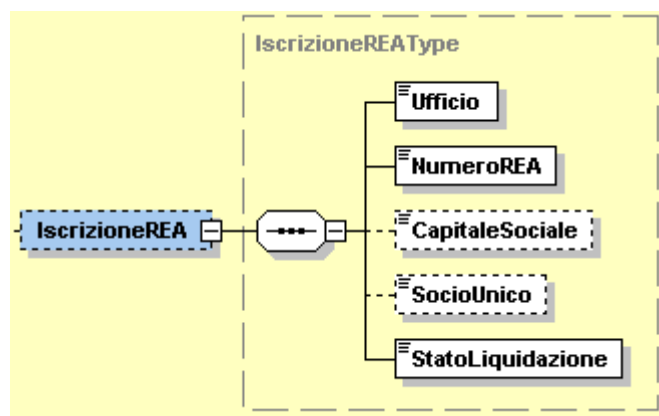 IscrizioneREAType
Ufficio
NumeroREA
IscrizioneREA
CapitaleSociale
SocioUnico
StatoLiquidazione